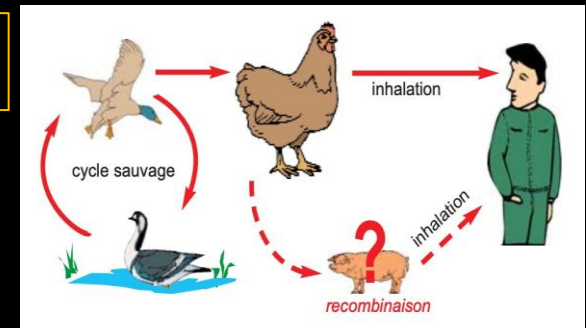 inhalation
cycle sauvage
inhalation
?
recombinaison